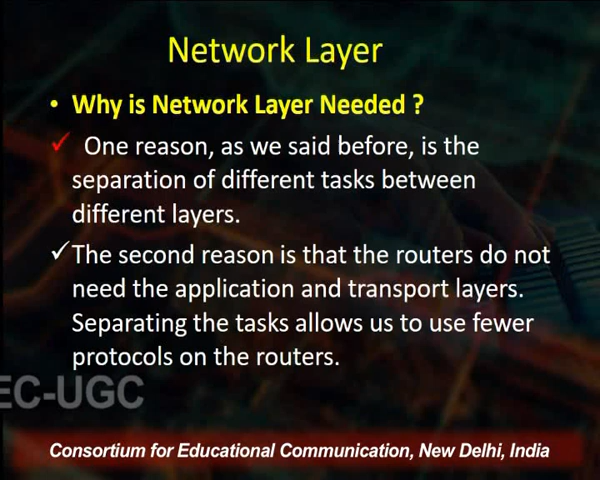 Network Layer
• Why is Network Layer Needed ?
✓ One reason, as we said before, is the
separation of different tasks between
different layers.
✓The second reason is that the routers do not
need the application and transport layers.
Separating the tasks allows us to use fewer
protocols on the routers.
EC-UGC
Consortium for Educational Communication, New Delhi, India